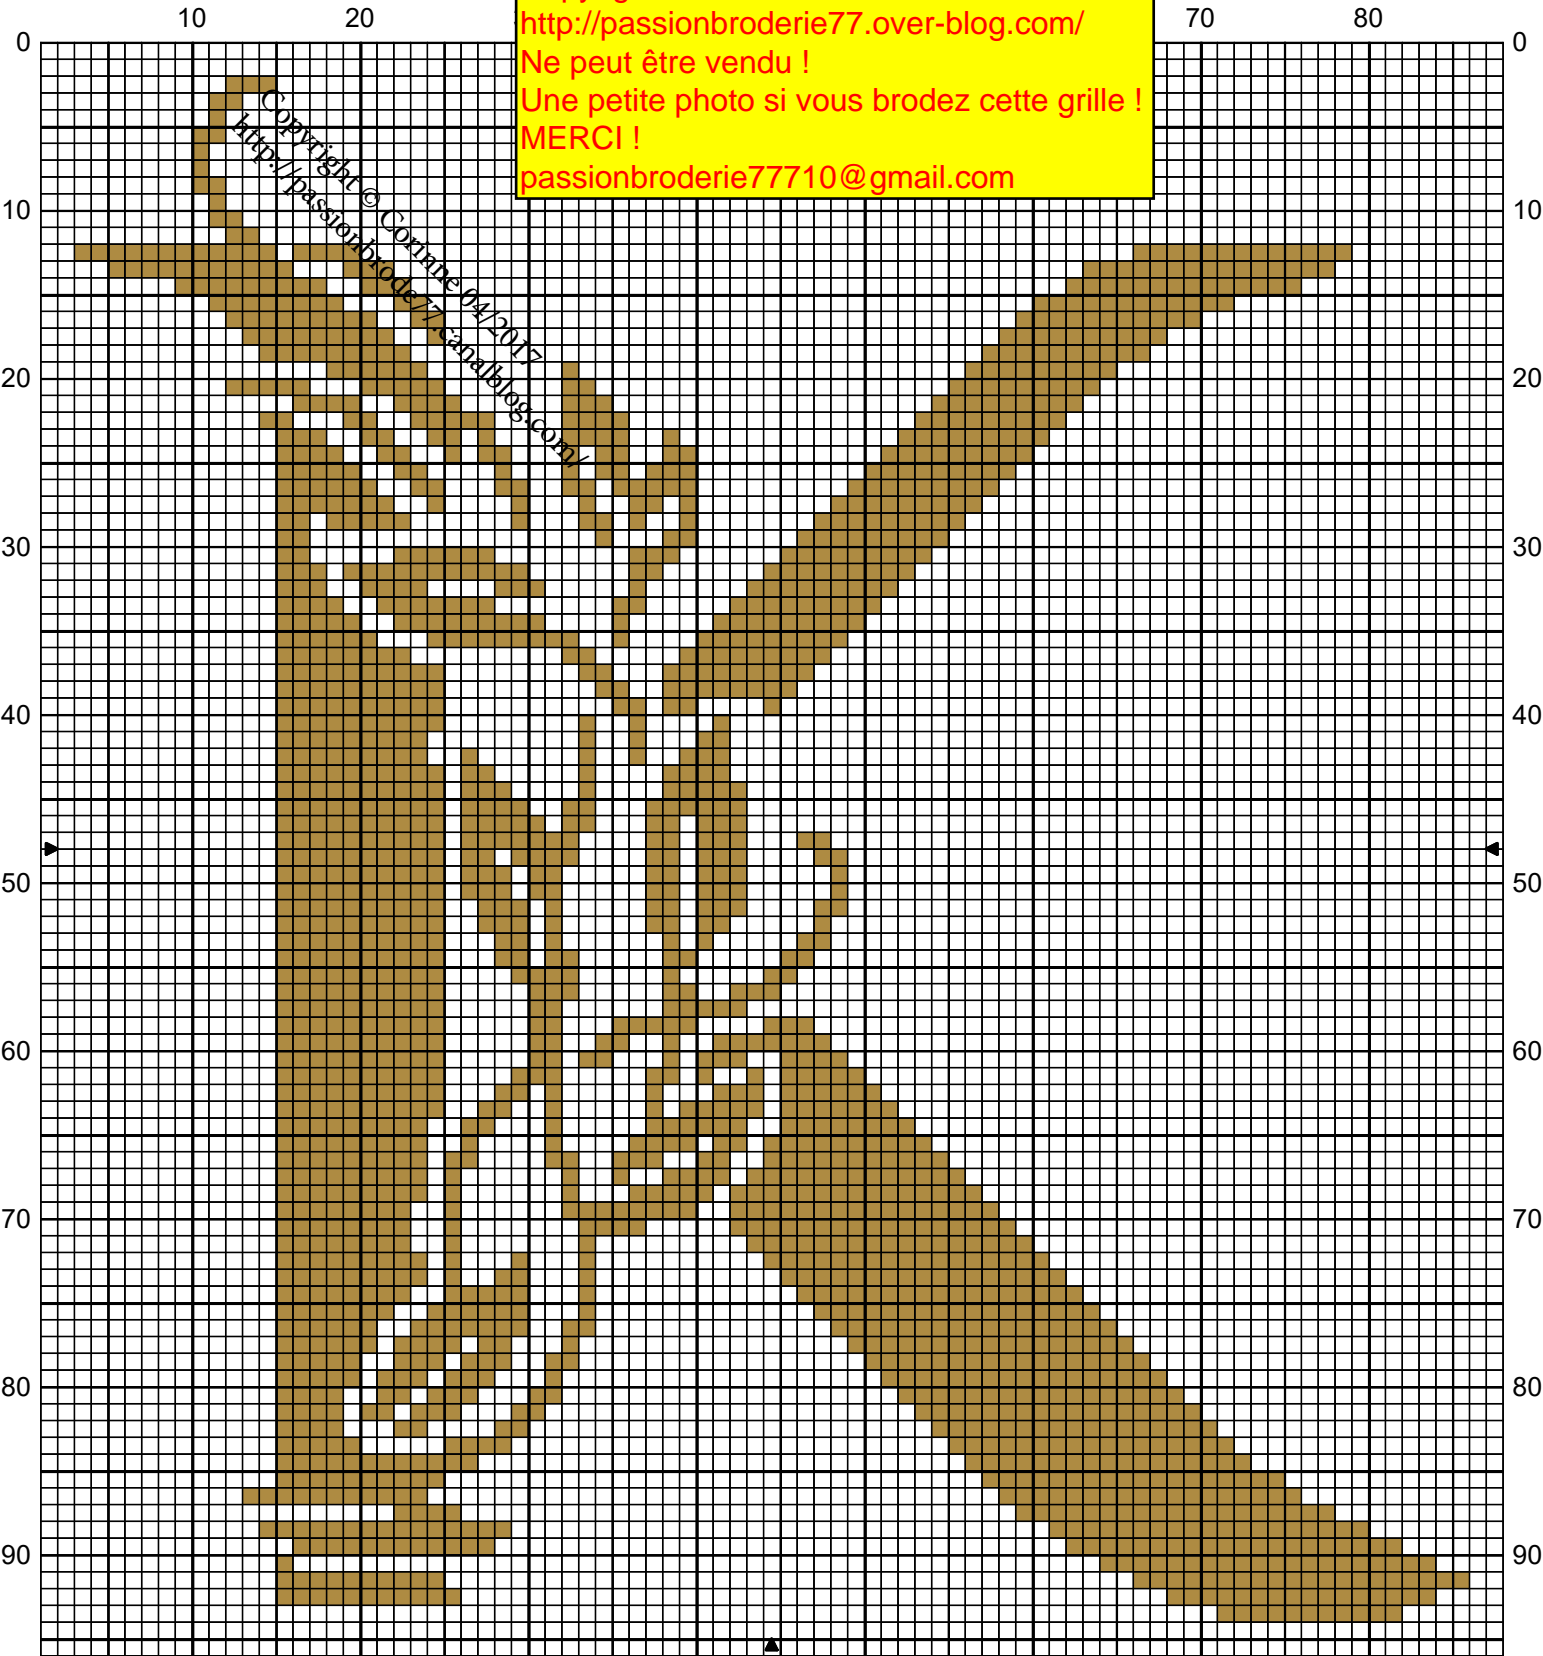 10 20 70 80
http://passionbroderie77.over-blog.com/
Ne peut être vendu !
Une petite photo si vous brodez cette grille !
MERCI !
passionbroderie77710@gmail.com
Copyright © Corinne 04/2017
http://passionbrode77.canalblog.com/
0 0
10 10
20 20
30 30
40 40
50 50
60 60
70 70
80 80
90 90